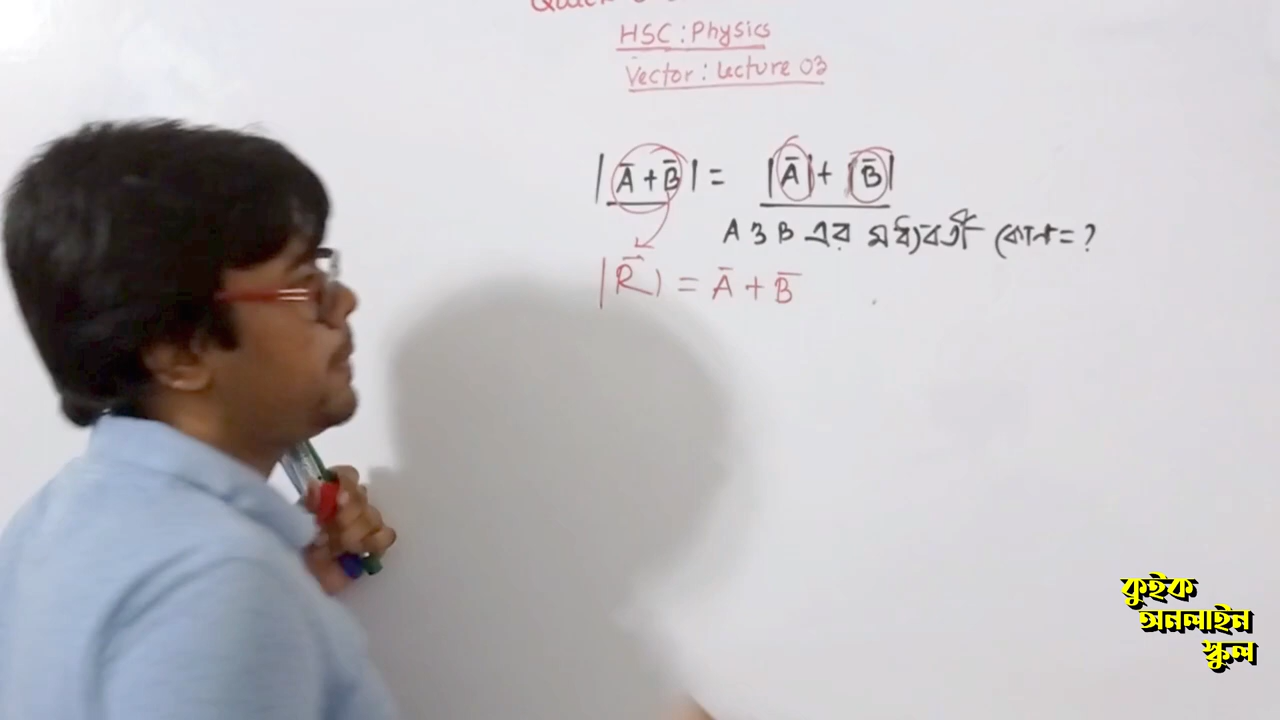 HSC : Physics
Vector : Lecture 03
|A̅ + B̅| = |A̅| + |B̅|
A ও B এর মধ্যবর্তী কোণ = ?
|R⃗| = A̅ + B̅
কুইক
অনলাইন
স্কুল